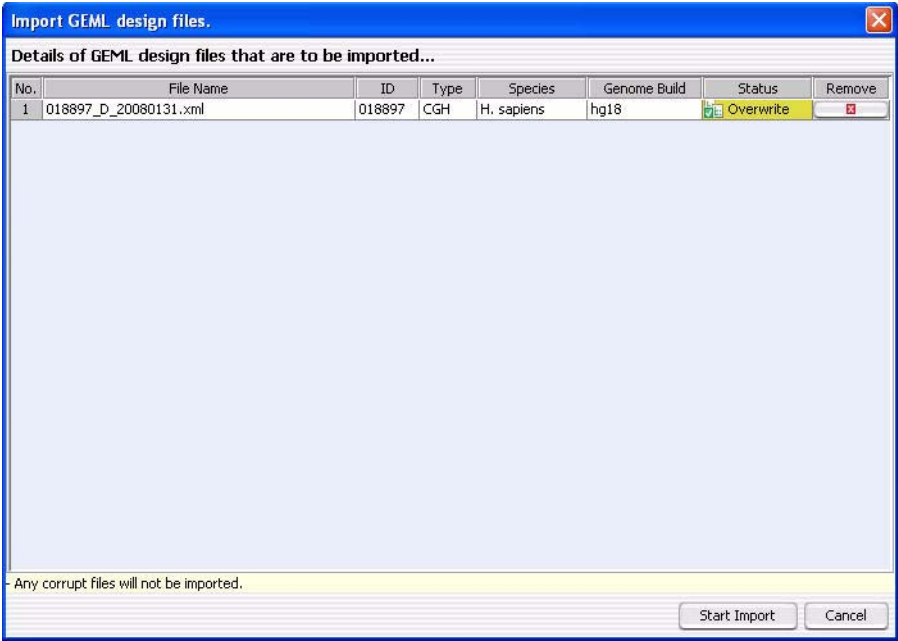 Import GEML design files.
Details of GEML design files that are to be imported...
No. File Name ID Type Species Genome Build Status Remove
1 018897_D_20080131.xml 018897 CGH H. sapiens hg18 Overwrite
- Any corrupt files will not be imported.
Start Import Cancel